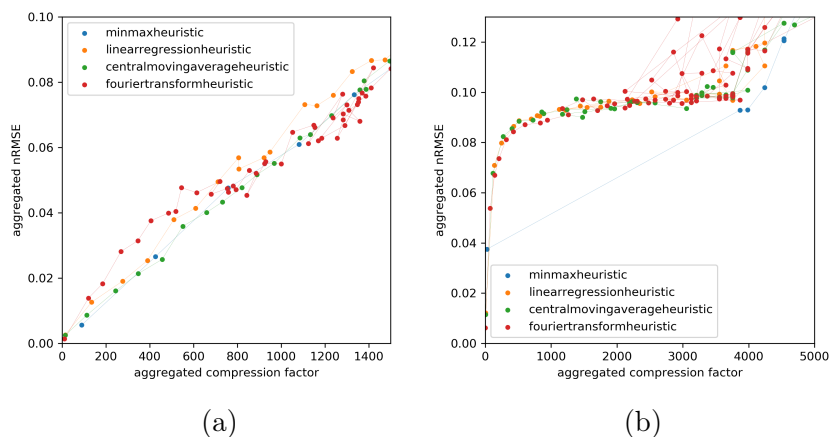 0.10
0.08
0.06
0.04
0.02
0.00
aggregated nRMSE
minmaxheuristic
linearregressionheuristic
centralmovingaverageheuristic
fouriertransformheuristic
0 200 400 600 800 1000 1200 1400
aggregated compression factor
(a)
0.12
0.10
0.08
0.06
0.04
0.02
0.00
aggregated nRMSE
minmaxheuristic
linearregressionheuristic
centralmovingaverageheuristic
fouriertransformheuristic
0 1000 2000 3000 4000 5000
aggregated compression factor
(b)